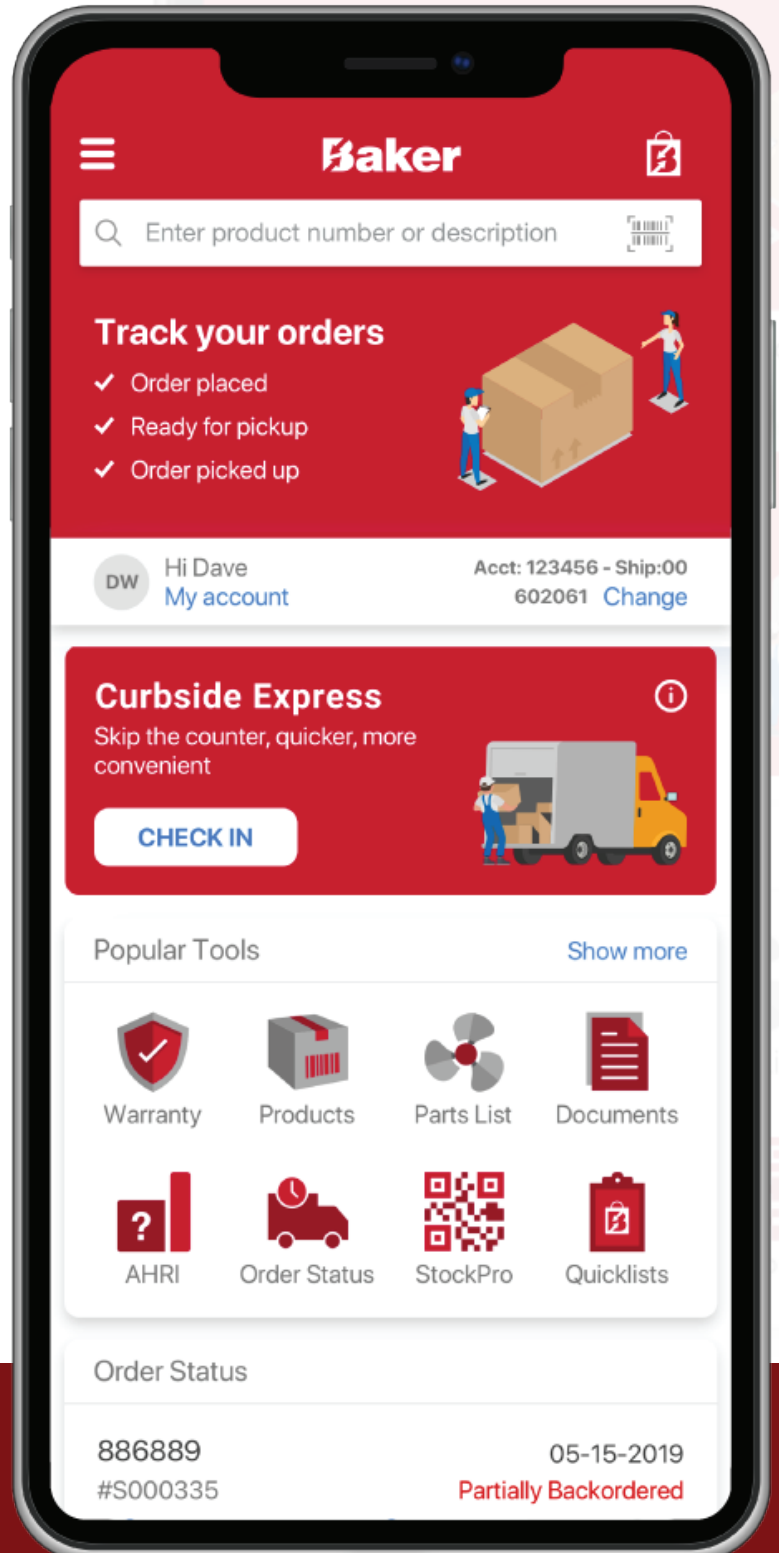 Baker
Enter product number or description
Track your orders
Order placed
Ready for pickup
Order picked up
DW
Hi Dave
My account
Acct: 123456 - Ship:00
602061 Change
Curbside Express
Skip the counter, quicker, more
convenient
CHECK IN
Popular Tools
Show more
Warranty
Products
Parts List
Documents
?
AHRI
Order Status
StockPro
Quicklists
Order Status
886889
05-15-2019
#S000335
Partially Backordered